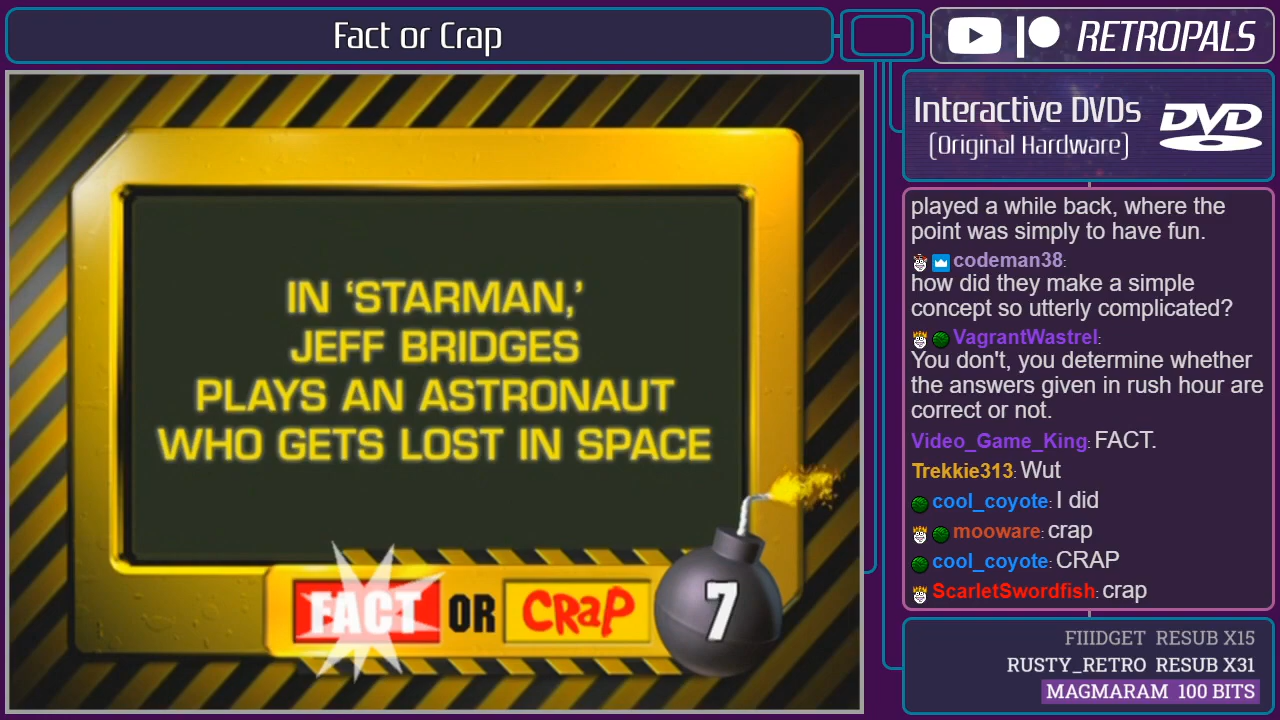 Fact or Crap
RETROPALS
Interactive DVDs
(Original Hardware)
DVD
IN ‘STARMAN,’
JEFF BRIDGES
PLAYS AN ASTRONAUT
WHO GETS LOST IN SPACE
FACT OR CRAP
7
played a while back, where the
point was simply to have fun.
codeman38:
how did they make a simple
concept so utterly complicated?
VagrantWastrel:
You don't, you determine whether
the answers given in rush hour are
correct or not.
Video_Game_King: FACT.
Trekkie313: Wut
cool_coyote: I did
mooware: crap
cool_coyote: CRAP
ScarletSwordfish: crap
FIIIDGET RESUB X15
RUSTY_RETRO RESUB X31
MAGMARAM 100 BITS